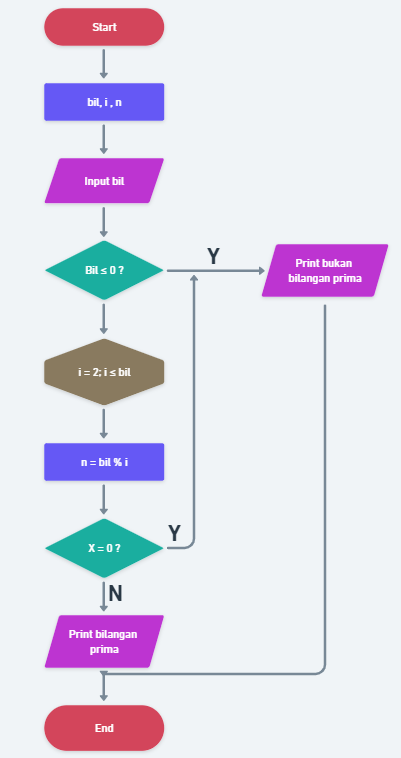 Start
bil, i , n
Input bil
Bil ≤ 0 ?
Y
Print bukan
bilangan prima
i = 2; i ≤ bil
n = bil % i
X = 0 ?
Y
N
Print bilangan
prima
End